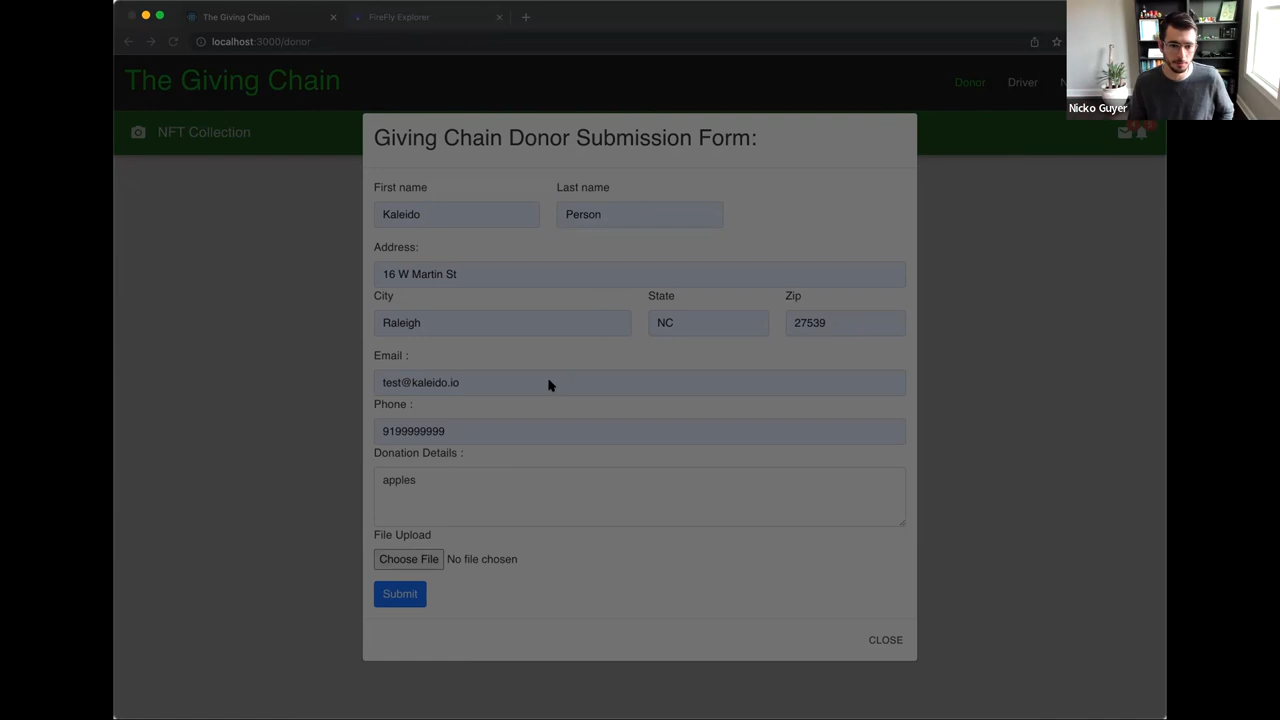 The Giving Chain
FireFly Explorer
localhost:3000/donor
The Giving Chain
Donor
Driver
Nicko Guyer
NFT Collection
Giving Chain Donor Submission Form:
First name
Last name
Kaleido
Person
Address:
16 W Martin St
City
State
Zip
Raleigh
NC
27539
Email :
test@kaleido.io
Phone :
9199999999
Donation Details :
apples
File Upload
Choose File No file chosen
Submit
CLOSE